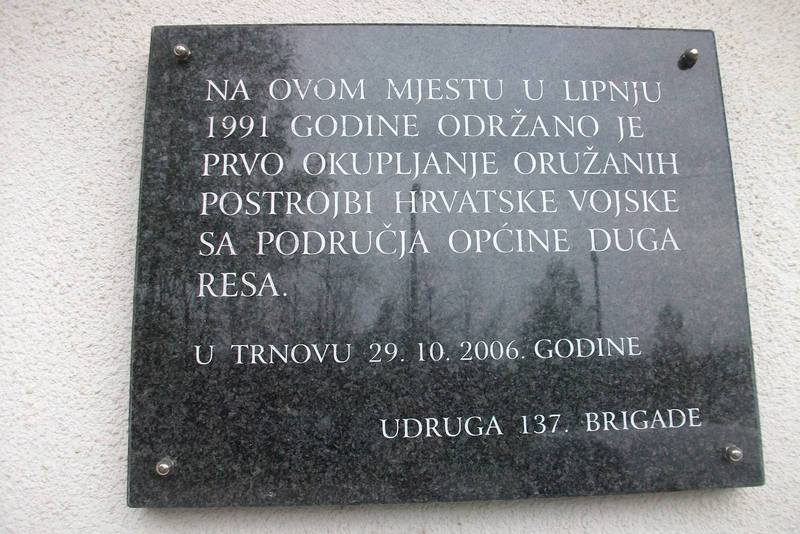 NA OVOM MJESTU U LIPNJU
1991 GODINE ODRŽANO JE
PRVO OKUPLJANJE ORUŽANIH
POSTROJBI HRVATSKE VOJSKE
SA PODRUČJA OPĆINE DUGA
RESA.
U TRNOVU 29. 10. 2006. GODINE
UDRUGA 137. BRIGADE